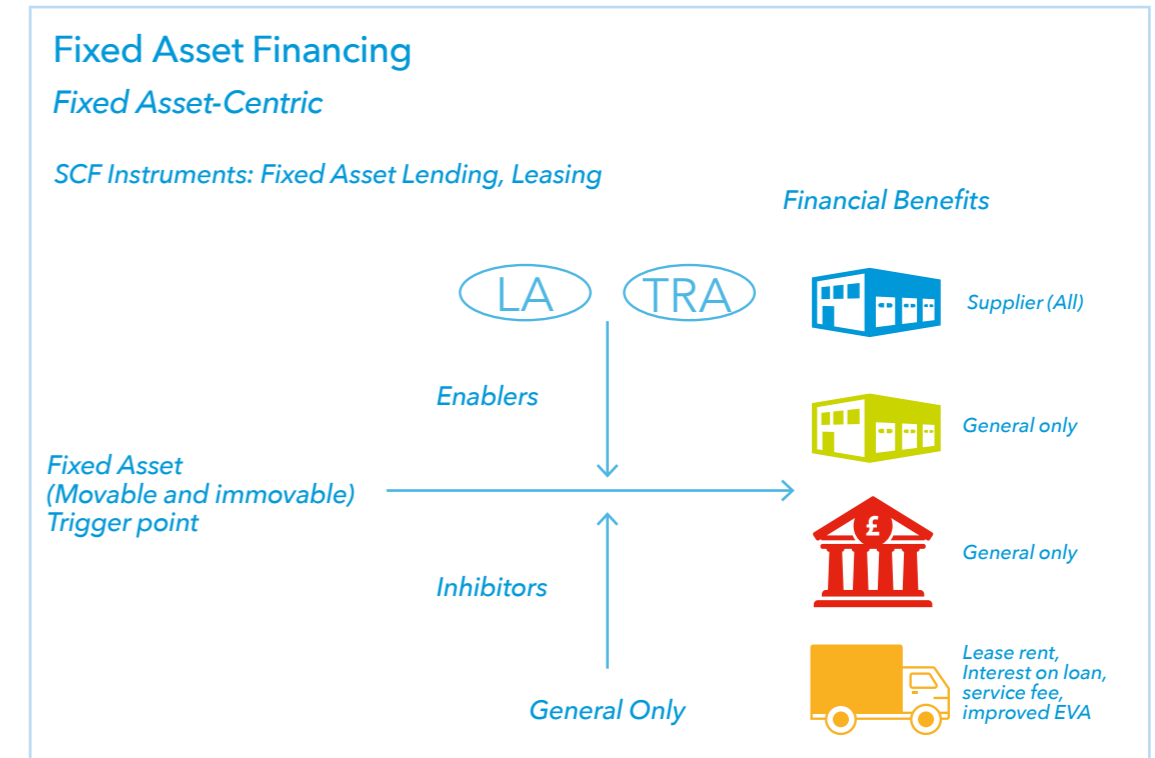 Fixed Asset Financing
Fixed Asset-Centric
SCF Instruments: Fixed Asset Lending, Leasing
Financial Benefits
LA
TRA
Supplier (All)
Enablers
General only
Fixed Asset
(Movable and immovable)
Trigger point
£
General only
Inhibitors
Lease rent,
Interest on loan,
service fee,
improved EVA
General Only